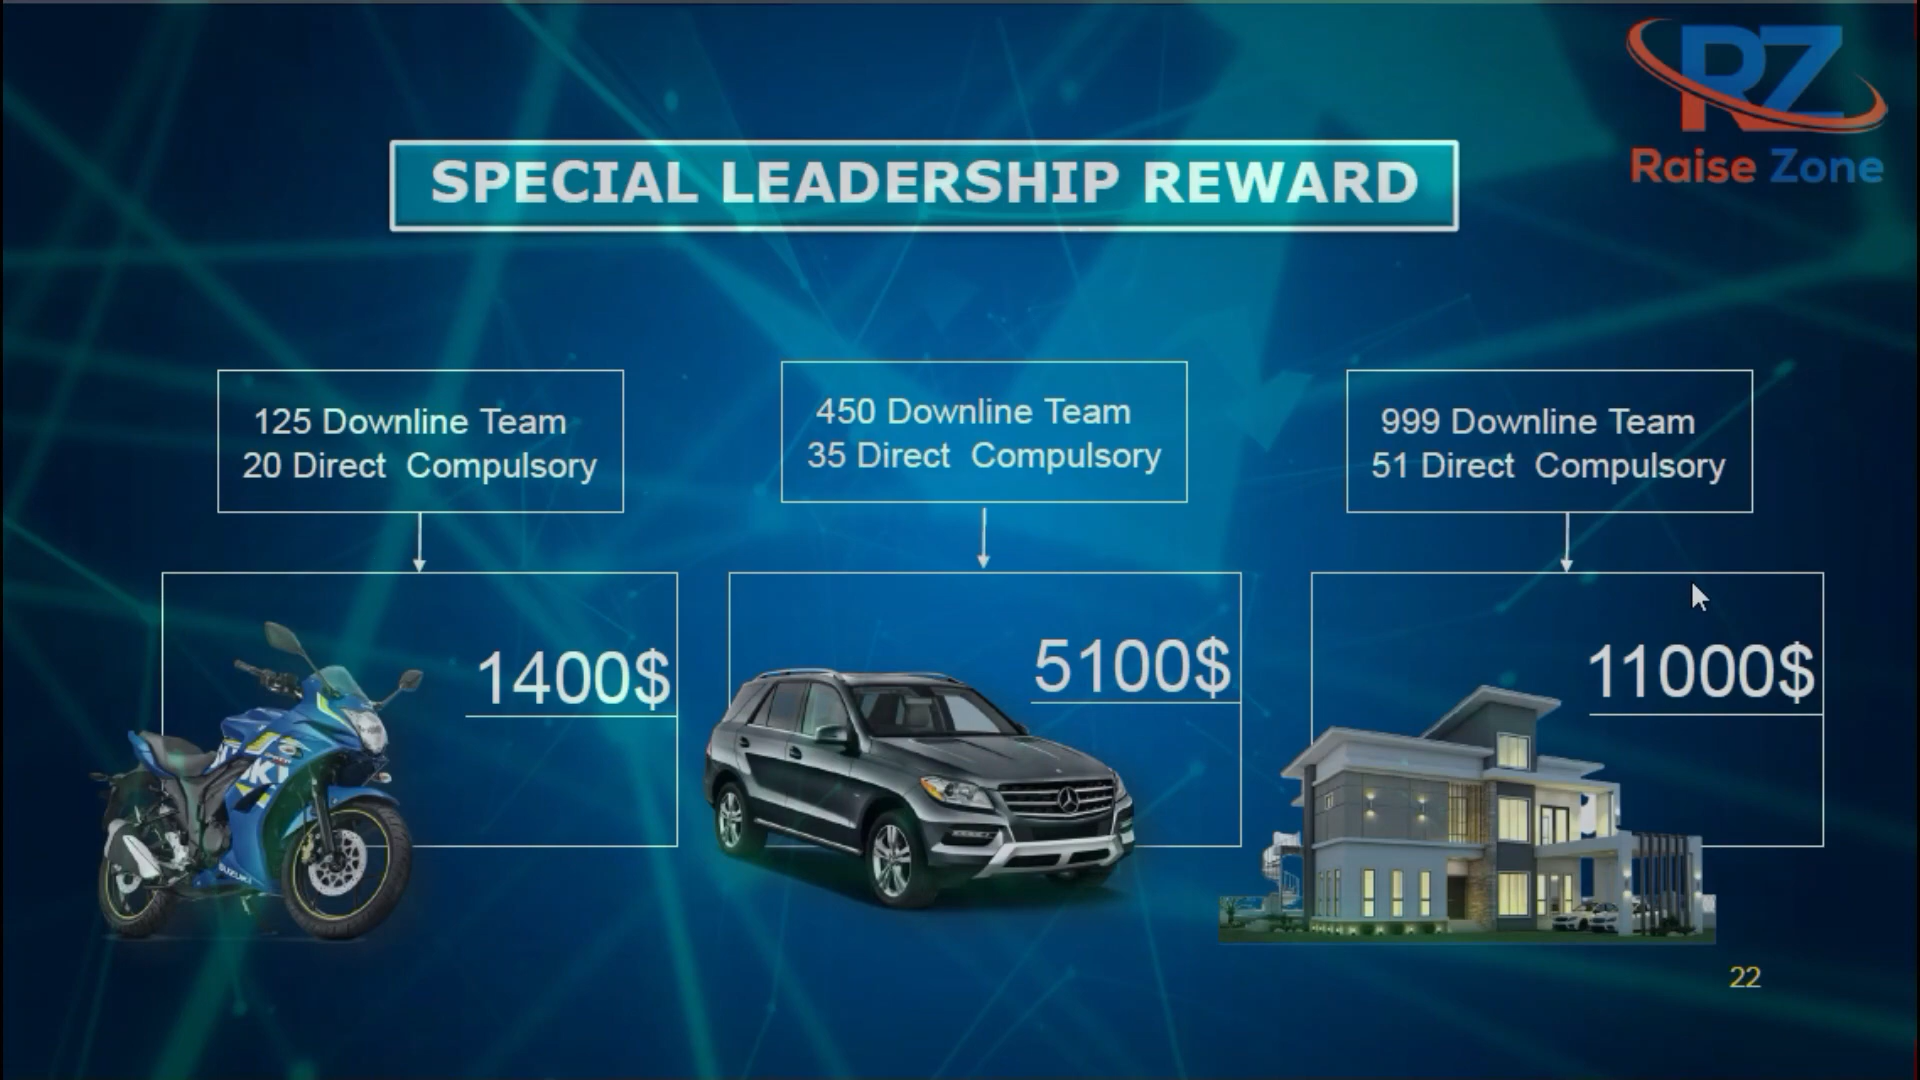 RZ
Raise Zone
SPECIAL LEADERSHIP REWARD
125 Downline Team
20 Direct Compulsory
450 Downline Team
35 Direct Compulsory
999 Downline Team
51 Direct Compulsory
1400$
5100$
11000$
SUZUKI
22